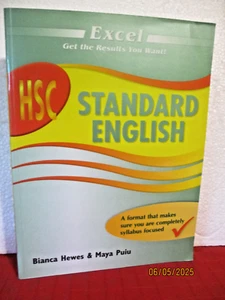 Excel
Get the Results You Want!
HSC
STANDARD
ENGLISH
A format that makes
sure you are completely
syllabus focused
Bianca Hewes & Maya Puiu
06/05/2025